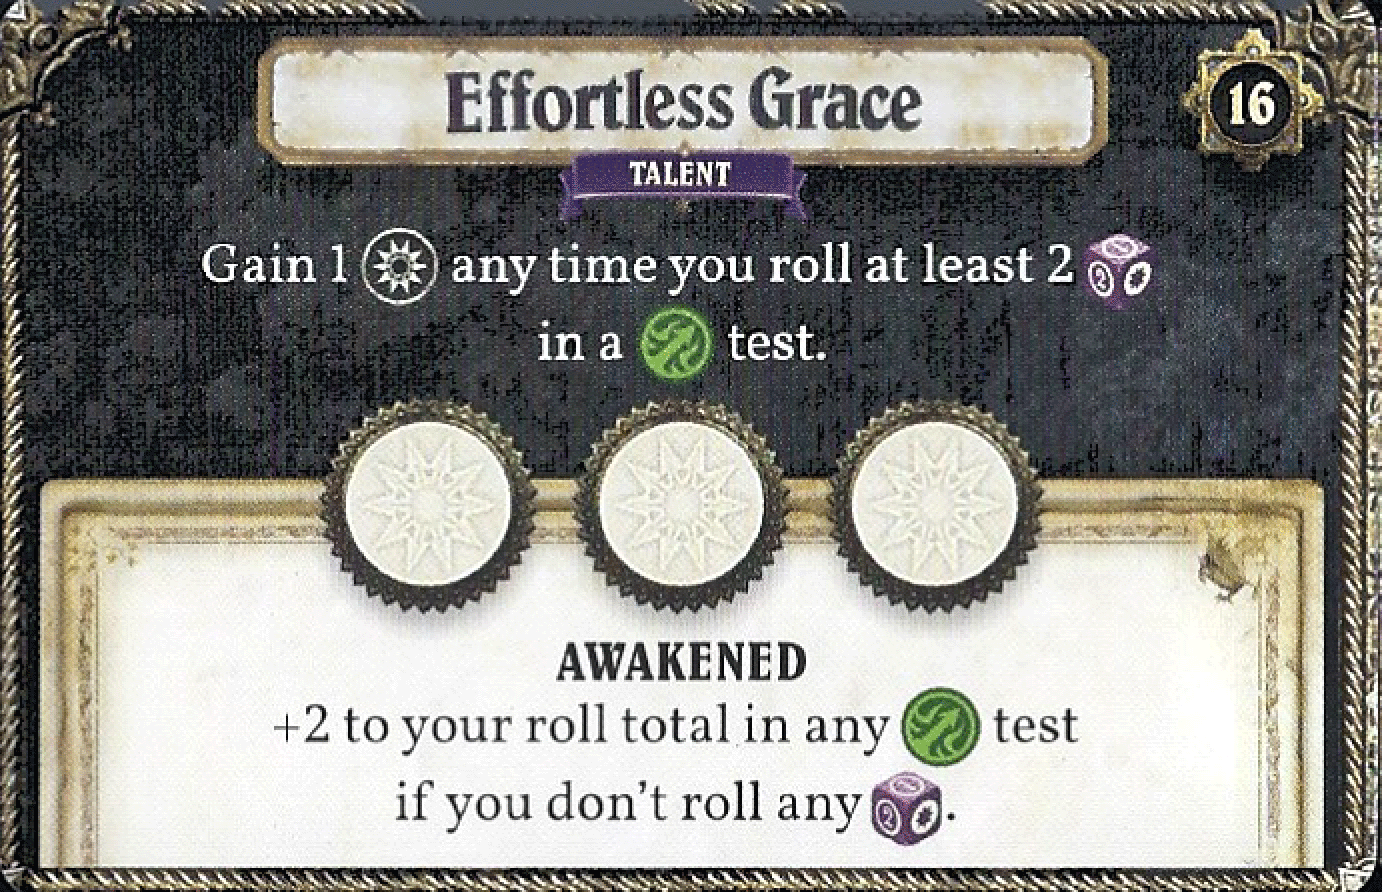 Effortless Grace
16
TALENT
Gain 1 any time you roll at least 2
in a test.
AWAKENED
+2 to your roll total in any test
if you don't roll any .